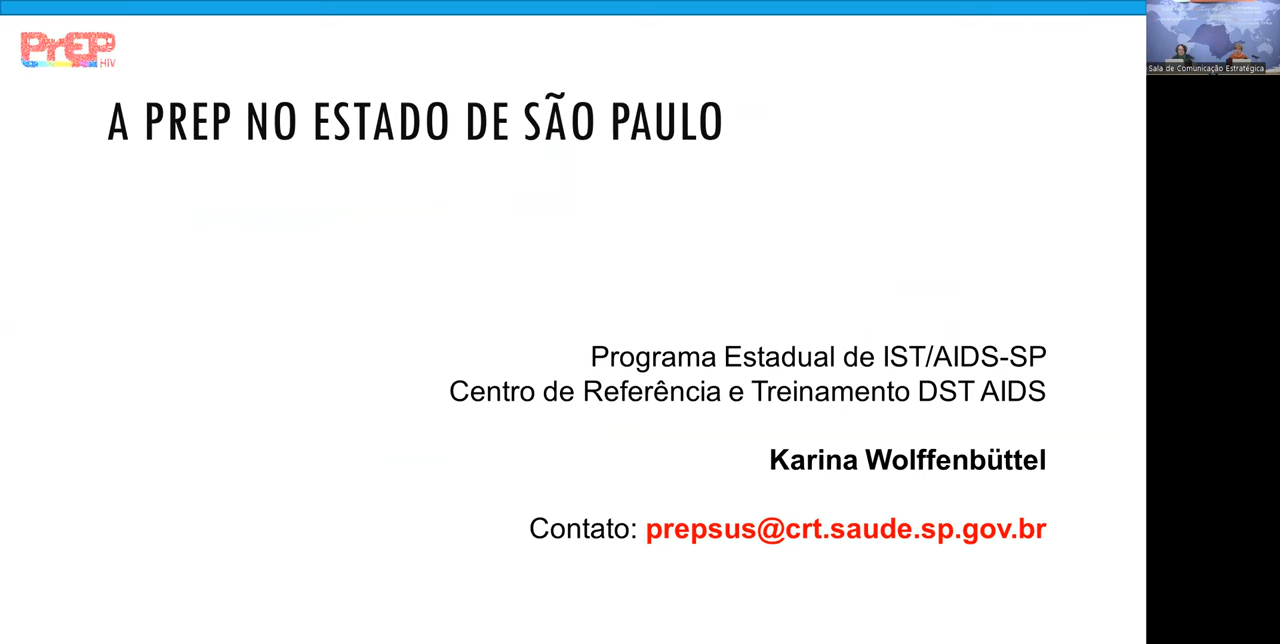 PrEP
HIV
A PREP NO ESTADO DE SÃO PAULO
Programa Estadual de IST/AIDS-SP
Centro de Referência e Treinamento DST AIDS
Karina Wolffenbüttel
Contato: prepsus@crt.saude.sp.gov.br
Sala de Comunicação Estratégica